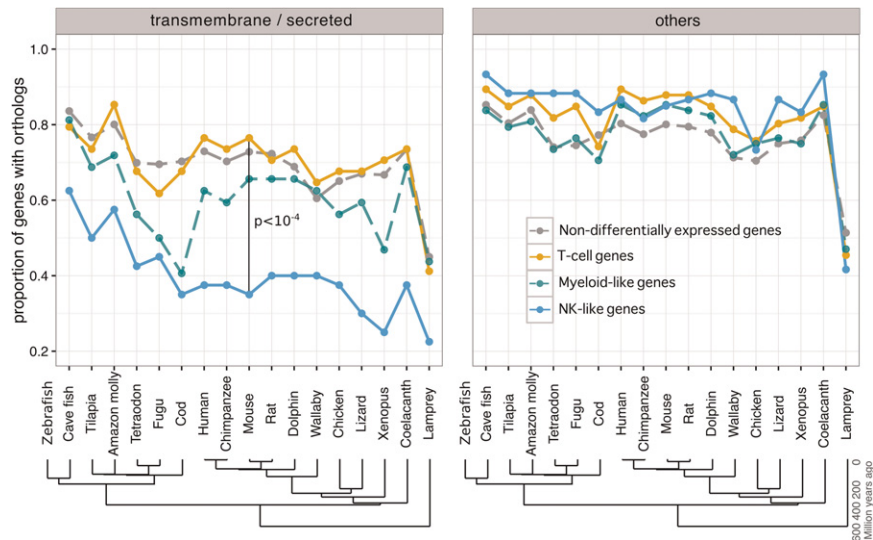 transmembrane / secreted
others
proportion of genes with orthologs
1.0
0.8
0.6
0.4
0.2
p<10⁻⁴
Non-differentially expressed genes
T-cell genes
Myeloid-like genes
NK-like genes
Zebrafish
Cave fish
Tilapia
Amazon molly
Tetraodon
Fugu
Cod
Human
Chimpanzee
Mouse
Rat
Dolphin
Wallaby
Chicken
Lizard
Xenopus
Coelacanth
Lamprey
Zebrafish
Cave fish
Tilapia
Amazon molly
Tetraodon
Fugu
Cod
Human
Chimpanzee
Mouse
Rat
Dolphin
Wallaby
Chicken
Lizard
Xenopus
Coelacanth
Lamprey
600 400 200 0
Million years ago